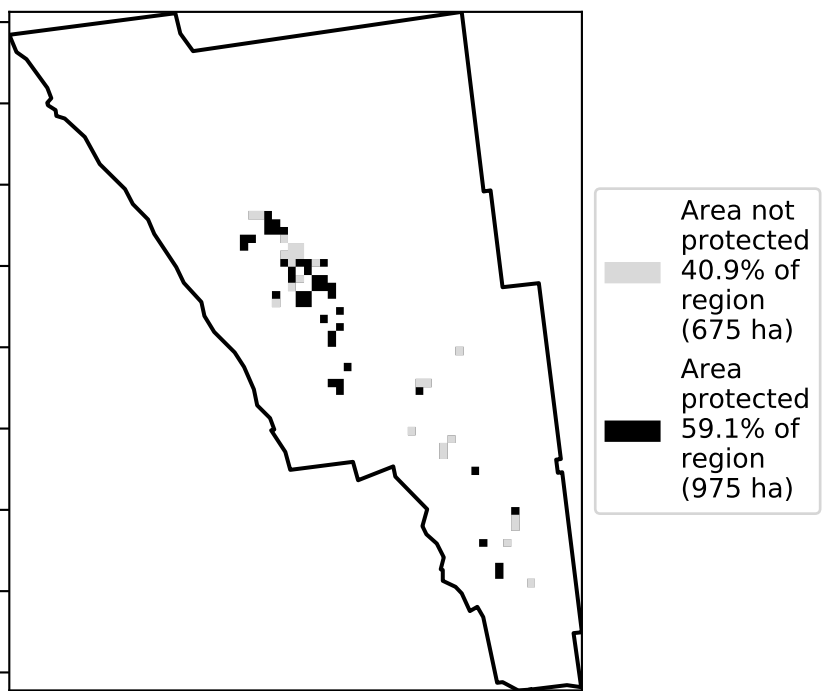 Area not
protected
40.9% of
region
(675 ha)
Area
protected
59.1% of
region
(975 ha)